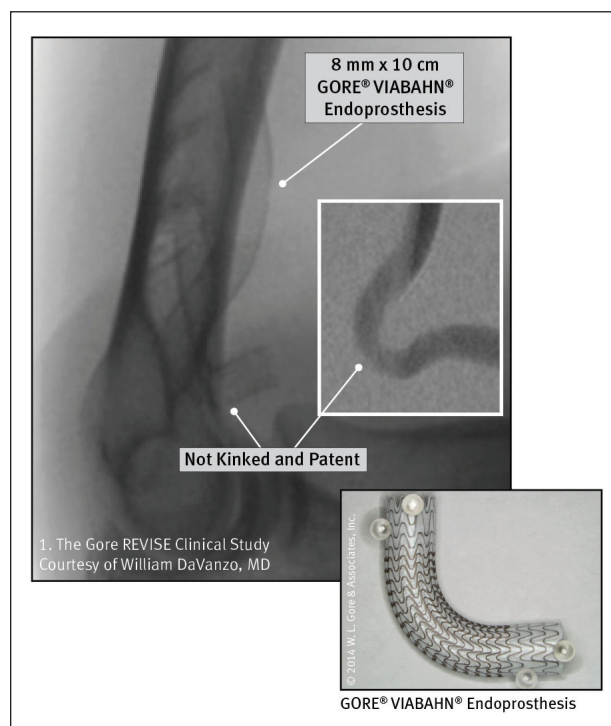 8 mm x 10 cm
GORE® VIABAHN®
Endoprosthesis
Not Kinked and Patent
1. The Gore REVISE Clinical Study
Courtesy of William DaVanzo, MD
© 2014 W. L. Gore & Associates, Inc.
GORE® VIABAHN® Endoprosthesis